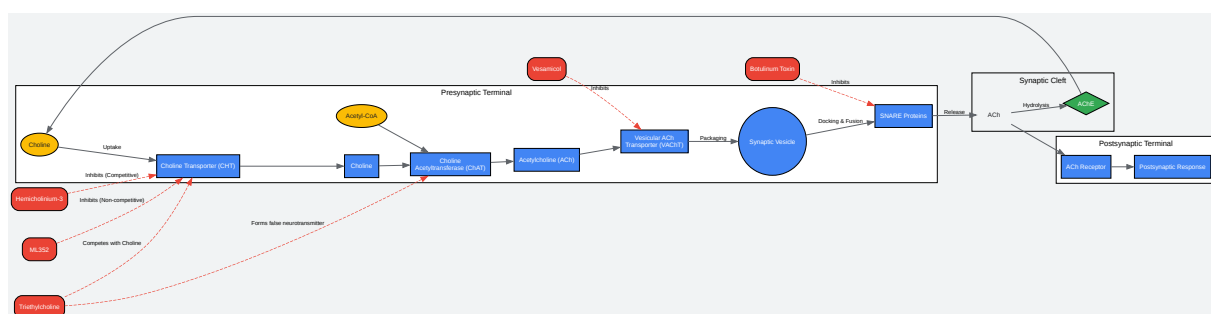 Synaptic Cleft
Vesamicol
Botulinum Toxin
Inhibits
Inhibits
Presynaptic Terminal
Acetyl-CoA
Choline
Uptake
Choline Transporter (CHT)
Choline
Choline
Acetyltransferase (ChAT)
Acetylcholine (ACh)
Vesicular ACh
Transporter (VAChT)
Packaging
Synaptic Vesicle
Docking & Fusion
SNARE Proteins
Release
ACh
Hydrolysis
AChE
Postsynaptic Terminal
ACh Receptor
Postsynaptic Response
Inhibits (Competitive)
Hemicholinium-3
Inhibits (Non-competitive)
ML352
Competes with Choline
Forms false neurotransmitter
Triethylcholine